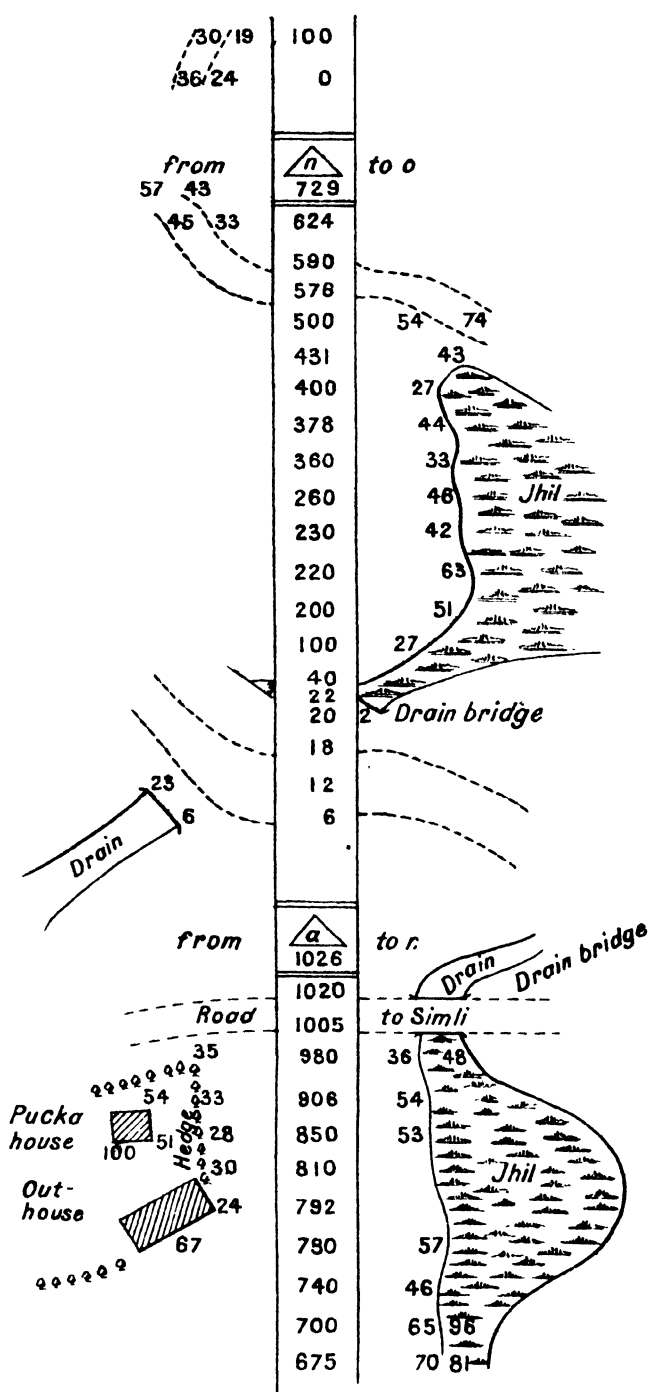 30 19 100
36 24 0
from n to o
57 43 729
45 33 624
590
578
54 74 500
43 431
400 27
378 44
360 33
260 46 Jhil
230 42
220 63
200 51
100 27
40
22
20 2 Drain bridge
18
23 12
6 6
Drain
from a to r.
1026
1020 Drain Drain bridge
Road 1005 to Simli
35 980 36 48
54 33 906 54
Pucka house 51 28 850 53
100 Hedge 30 810 Jhil
Out-house 24 792
67 780 57
740 46
700 65 96
675 70 81